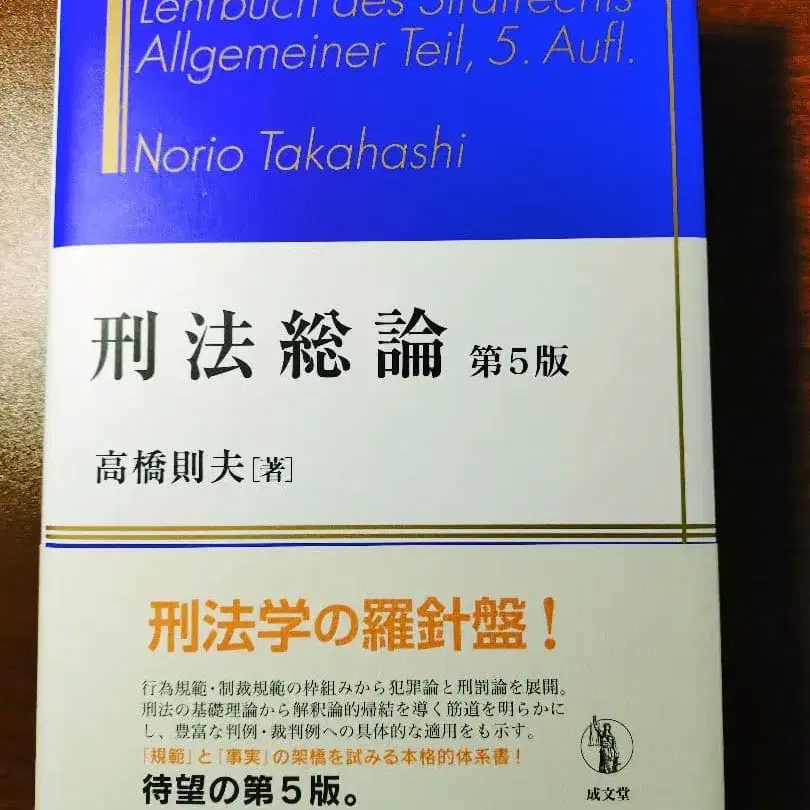 Lehrbuch des Strafrechts
Allgemeiner Teil, 5. Aufl.
Norio Takahashi
刑法総論 第5版
高橋則夫[著]
刑法学の羅針盤!
行為規範・制裁規範の枠組みから犯罪論と刑罰論を展開。
刑法の基礎理論から解釈論的帰結を導く筋道を明らかに
し、豊富な判例・裁判例への具体的な適用をも示す。
「規範」と「事実」の架橋を試みる本格的体系書!
待望の第5版。
成文堂